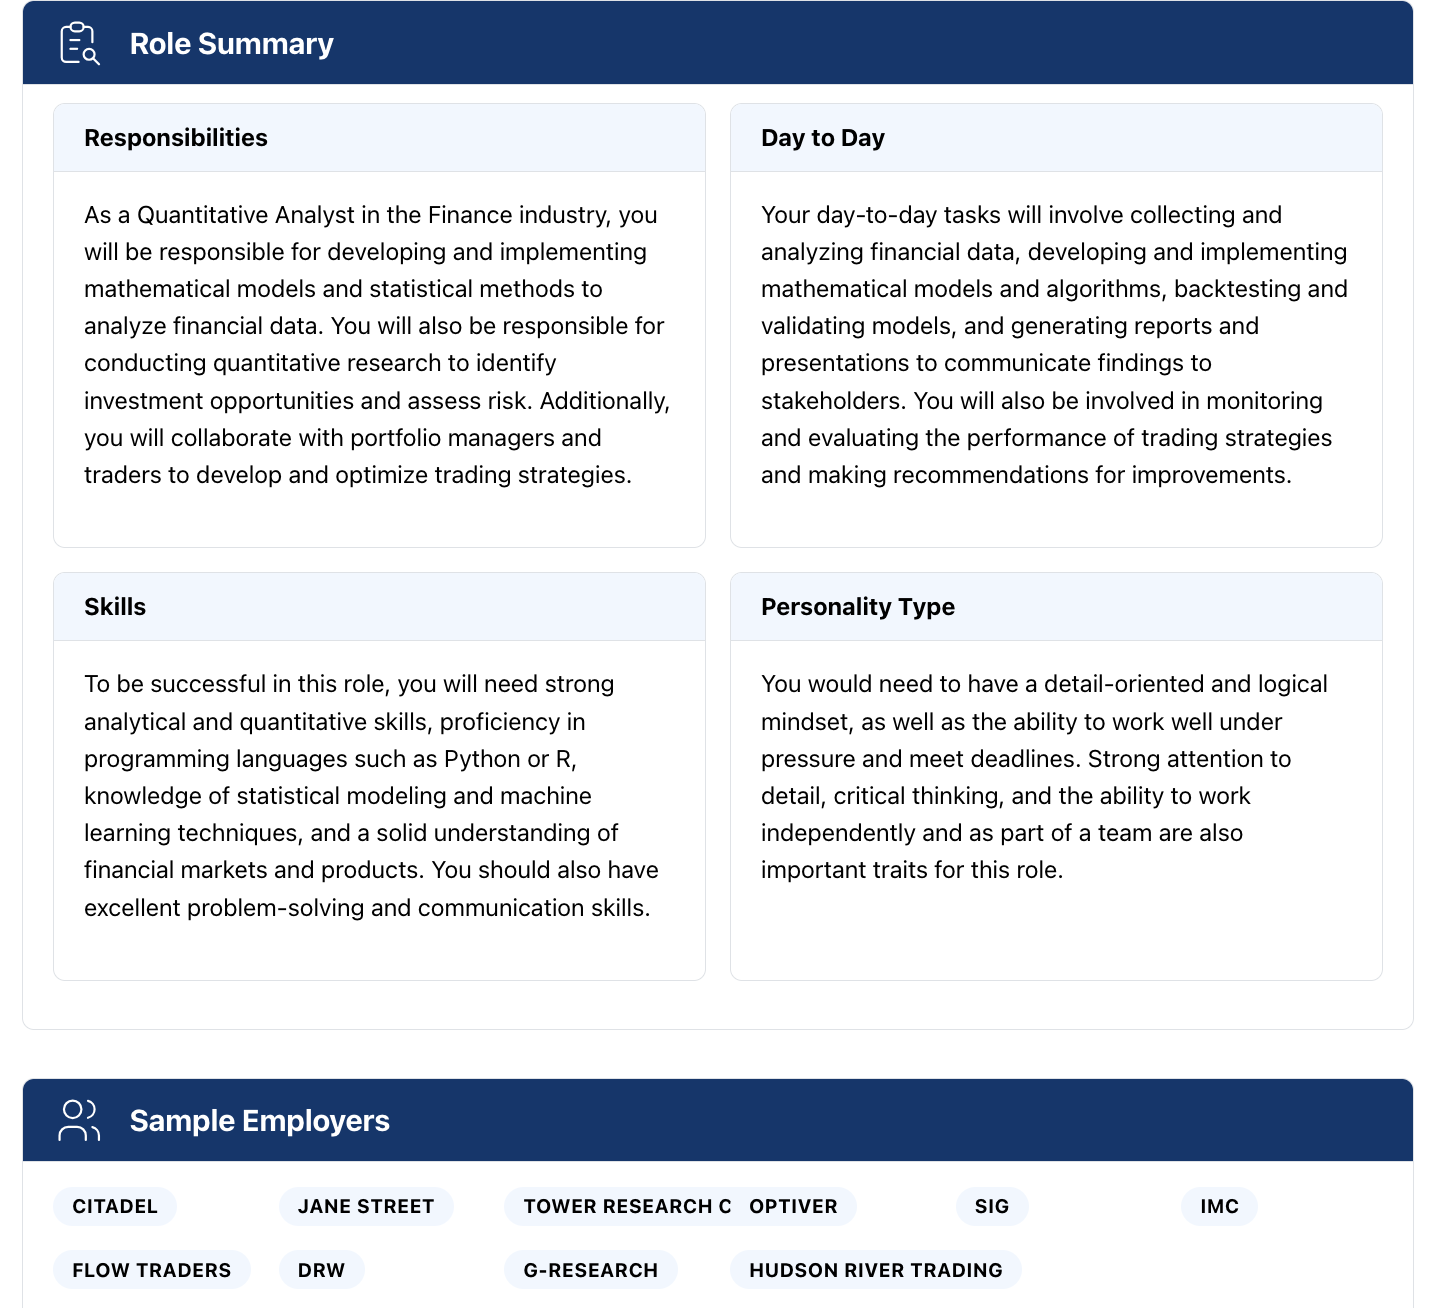 Role Summary
Responsibilities
As a Quantitative Analyst in the Finance industry, you
will be responsible for developing and implementing
mathematical models and statistical methods to
analyze financial data. You will also be responsible for
conducting quantitative research to identify
investment opportunities and assess risk. Additionally,
you will collaborate with portfolio managers and
traders to develop and optimize trading strategies.
Day to Day
Your day-to-day tasks will involve collecting and
analyzing financial data, developing and implementing
mathematical models and algorithms, backtesting and
validating models, and generating reports and
presentations to communicate findings to
stakeholders. You will also be involved in monitoring
and evaluating the performance of trading strategies
and making recommendations for improvements.
Skills
To be successful in this role, you will need strong
analytical and quantitative skills, proficiency in
programming languages such as Python or R,
knowledge of statistical modeling and machine
learning techniques, and a solid understanding of
financial markets and products. You should also have
excellent problem-solving and communication skills.
Personality Type
You would need to have a detail-oriented and logical
mindset, as well as the ability to work well under
pressure and meet deadlines. Strong attention to
detail, critical thinking, and the ability to work
independently and as part of a team are also
important traits for this role.
Sample Employers
CITADEL
JANE STREET
TOWER RESEARCH C
OPTIVER
SIG
IMC
FLOW TRADERS
DRW
G-RESEARCH
HUDSON RIVER TRADING